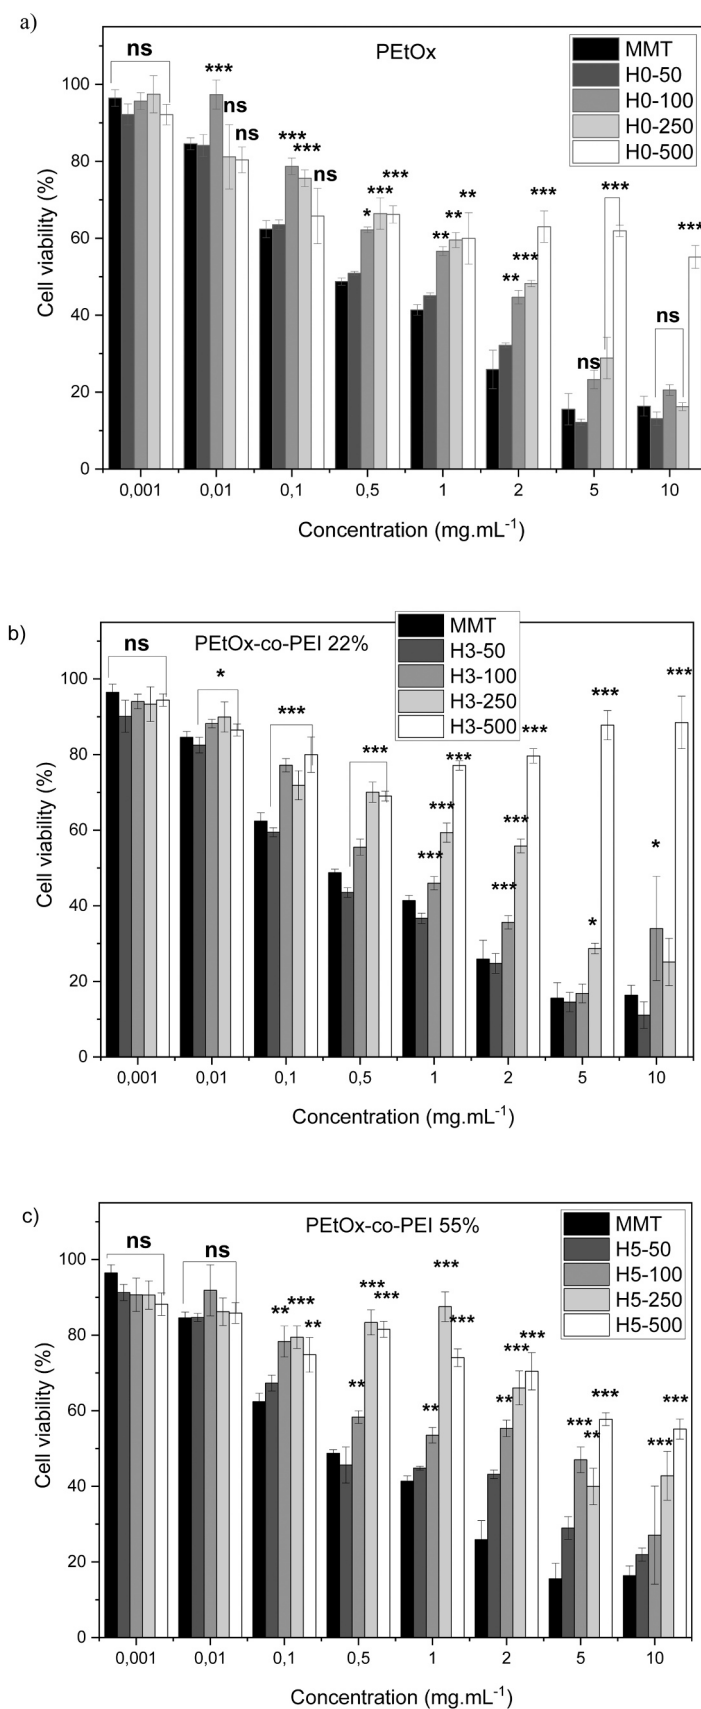 a)
PEtOx
MMT
H0-50
H0-100
H0-250
H0-500
ns
***
ns
ns
***
***
ns
*
***
***
**
**
**
**
***
***
ns
***
ns
***
100
80
60
40
20
0
Cell viability (%)
0,001 0,01 0,1 0,5 1 2 5 10
Concentration (mg.mL-1)
b)
PEtOx-co-PEI 22%
MMT
H3-50
H3-100
H3-250
H3-500
ns
*
***
***
***
***
***
***
***
***
*
***
*
***
100
80
60
40
20
0
Cell viability (%)
0,001 0,01 0,1 0,5 1 2 5 10
Concentration (mg.mL-1)
c)
PEtOx-co-PEI 55%
MMT
H5-50
H5-100
H5-250
H5-500
ns
ns
**
***
**
**
***
***
**
***
***
**
***
***
***
**
***
***
***
100
80
60
40
20
0
Cell viability (%)
0,001 0,01 0,1 0,5 1 2 5 10
Concentration (mg.mL-1)